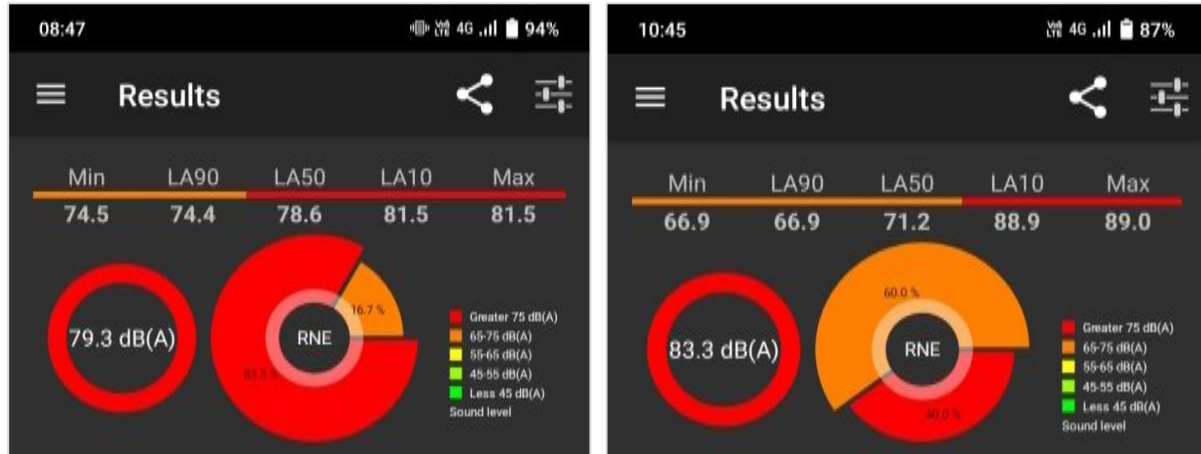 08:47 4G 94%
Results
Min LA90 LA50 LA10 Max
74.5 74.4 78.6 81.5 81.5
79.3 dB(A)
RNE
16.7 %
83.3 %
Greater 75 dB(A)
65-75 dB(A)
55-65 dB(A)
45-55 dB(A)
Less 45 dB(A)
Sound level
10:45 4G 87%
Results
Min LA90 LA50 LA10 Max
66.9 66.9 71.2 88.9 89.0
60.0 %
83.3 dB(A)
RNE
40.0 %
Greater 75 dB(A)
65-75 dB(A)
55-65 dB(A)
45-55 dB(A)
Less 45 dB(A)
Sound level